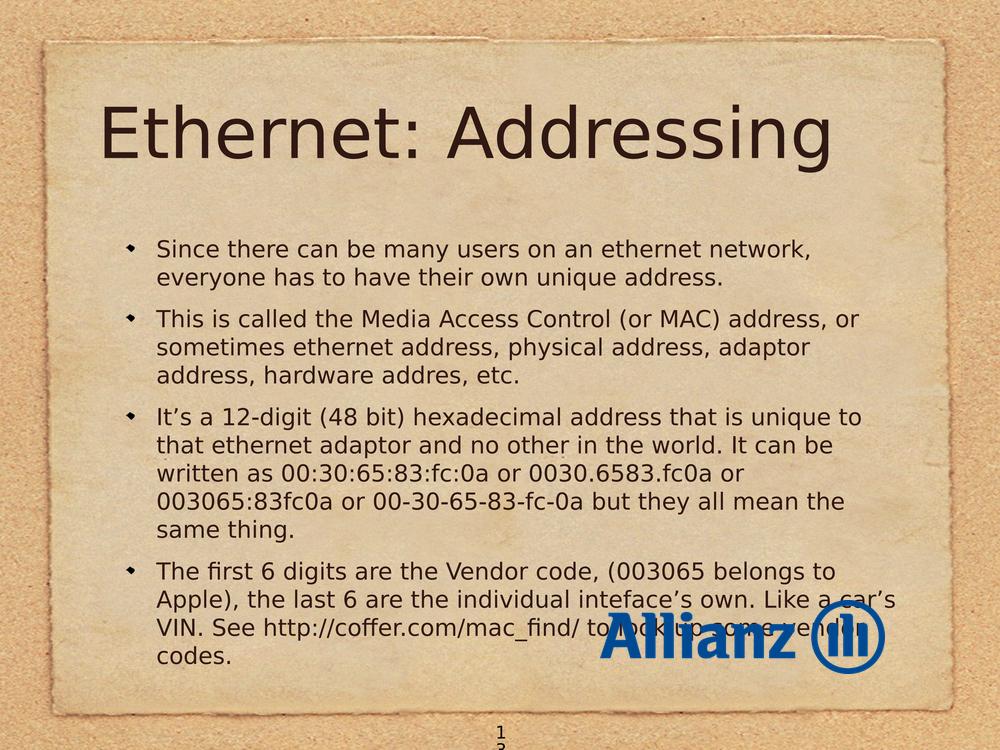 Ethernet: Addressing
Since there can be many users on an ethernet network,
everyone has to have their own unique address.
This is called the Media Access Control (or MAC) address, or
sometimes ethernet address, physical address, adaptor
address, hardware addres, etc.
It’s a 12-digit (48 bit) hexadecimal address that is unique to
that ethernet adaptor and no other in the world. It can be
written as 00:30:65:83:fc:0a or 0030.6583.fc0a or
003065:83fc0a or 00-30-65-83-fc-0a but they all mean the
same thing.
The first 6 digits are the Vendor code, (003065 belongs to
Apple), the last 6 are the individual inteface’s own. Like a car’s
VIN. See http://coffer.com/mac_find/ to look up some vendor
codes.
Allianz
1
3